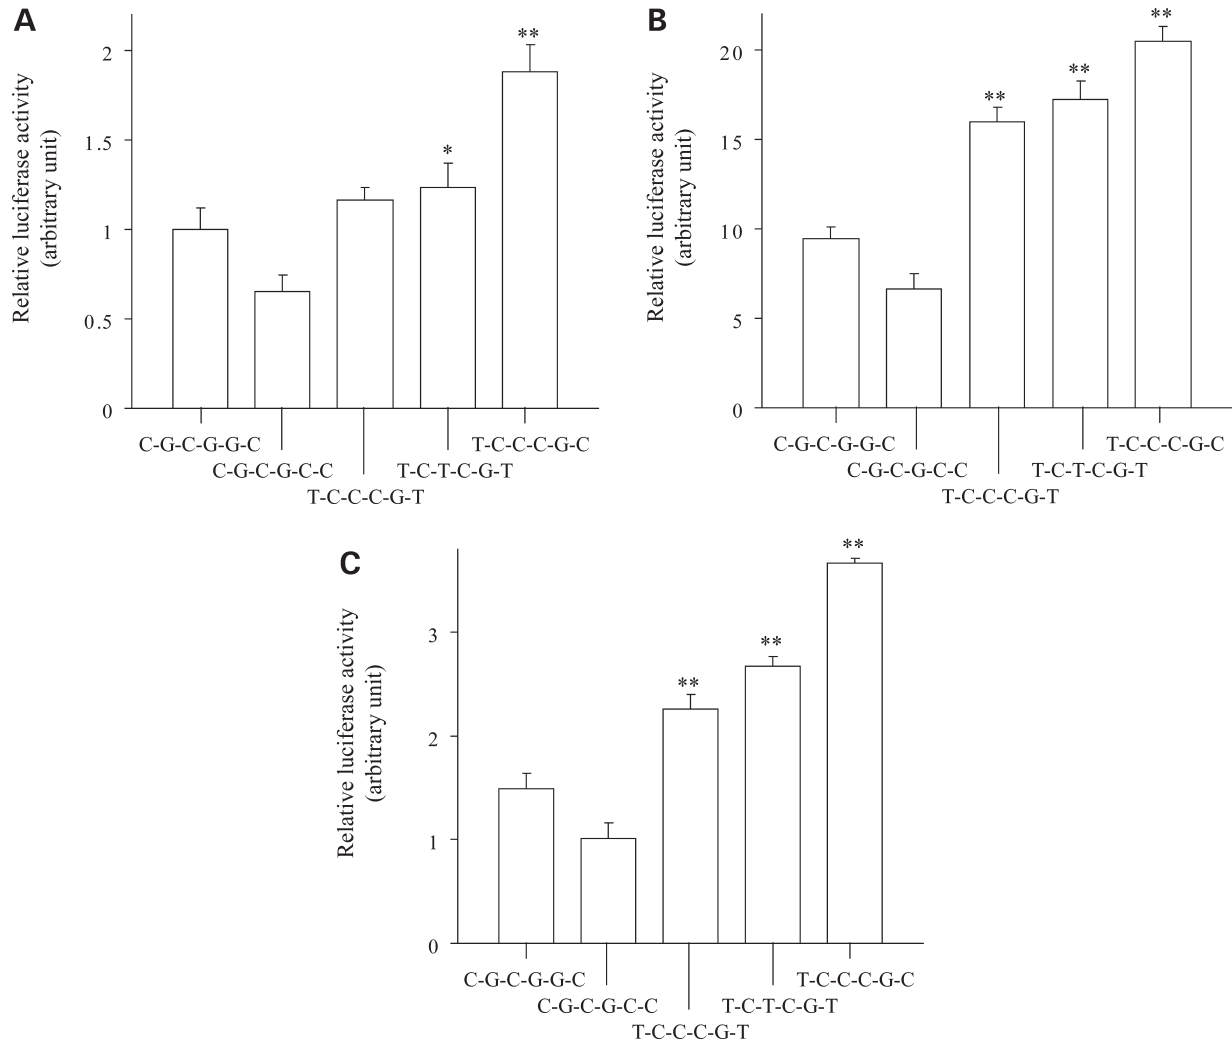 A
Relative luciferase activity
(arbitrary unit)
2
1.5
1
0.5
0
**
*
C-G-C-G-G-C
T-C-C-C-G-C
C-G-C-G-C-C
T-C-T-C-G-T
T-C-C-C-G-T
B
Relative luciferase activity
(arbitrary unit)
20
15
10
5
0
**
**
**
C-G-C-G-G-C
T-C-C-C-G-C
C-G-C-G-C-C
T-C-T-C-G-T
T-C-C-C-G-T
C
Relative luciferase activity
(arbitrary unit)
3
2
1
0
**
**
**
C-G-C-G-G-C
T-C-C-C-G-C
C-G-C-G-C-C
T-C-T-C-G-T
T-C-C-C-G-T